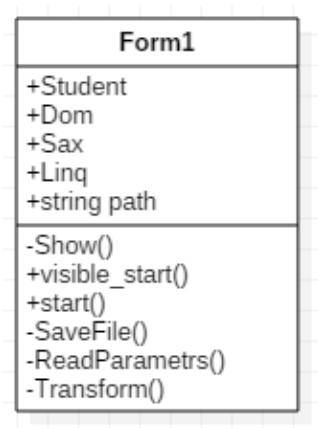 Form1
+Student
+Dom
+Sax
+Linq
+string path
-Show()
+visible_start()
+start()
-SaveFile()
-ReadParametrs()
-Transform()